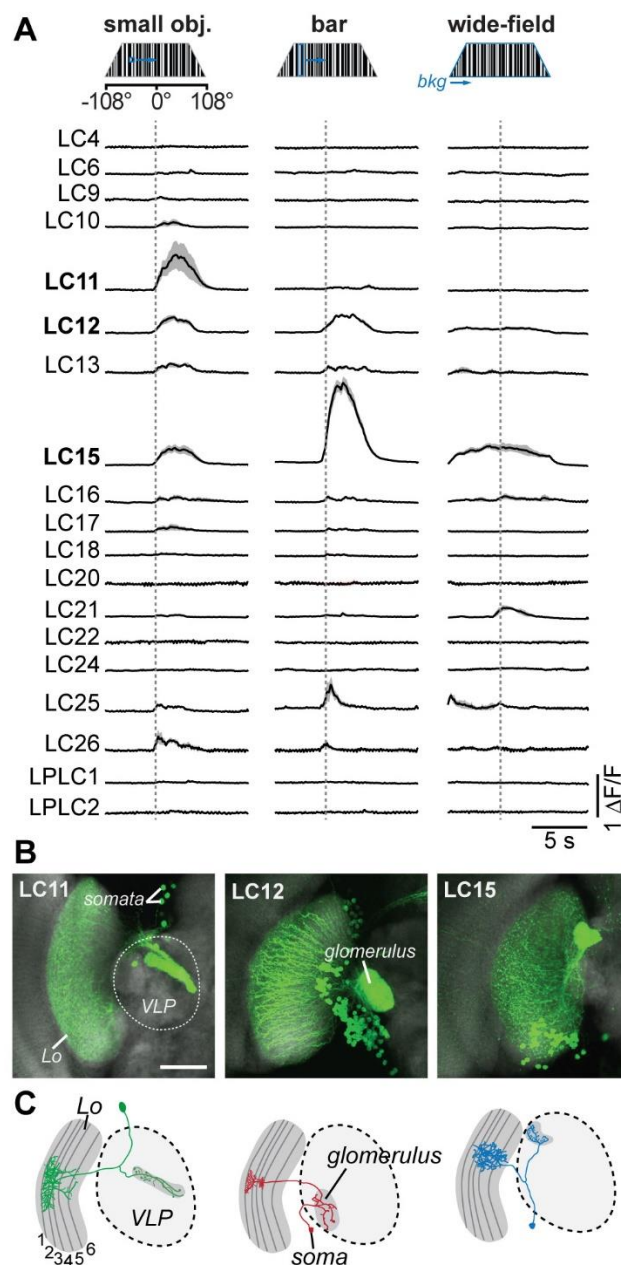 A
small obj. bar wide-field
bkg
-108° 0° 108°
LC4
LC6
LC9
LC10
LC11
LC12
LC13
LC15
LC16
LC17
LC18
LC20
LC21
LC22
LC24
LC25
LC26
LPLC1
LPLC2
1 ΔF/F
5 s
B
LC11 LC12 LC15
somata
glomerulus
VLP
Lo
C
Lo
glomerulus
VLP
soma
1 2 3 4 5 6